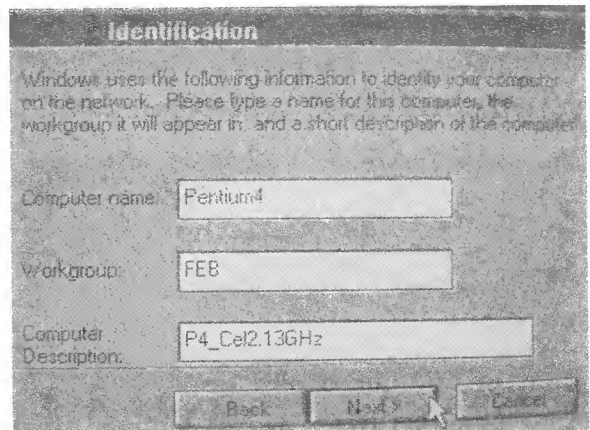 Identification
Windows uses the following information to identify your computer
on the network. Please type a name for this computer, the
workgroup it will appear in, and a short description of the computer
Computer name: Pentium4
Workgroup: FEB
Computer
Description: P4_Cel2.13GHz
Back Next > Cancel